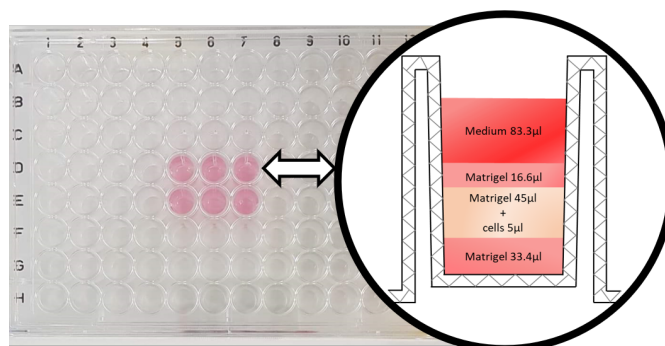 1 2 3 4 5 6 7 8 9 10 11
A
B
C
D
E
F
G
H
Medium 83.3µl
Matrigel 16.6µl
Matrigel 45µl
+
cells 5µl
Matrigel 33.4µl